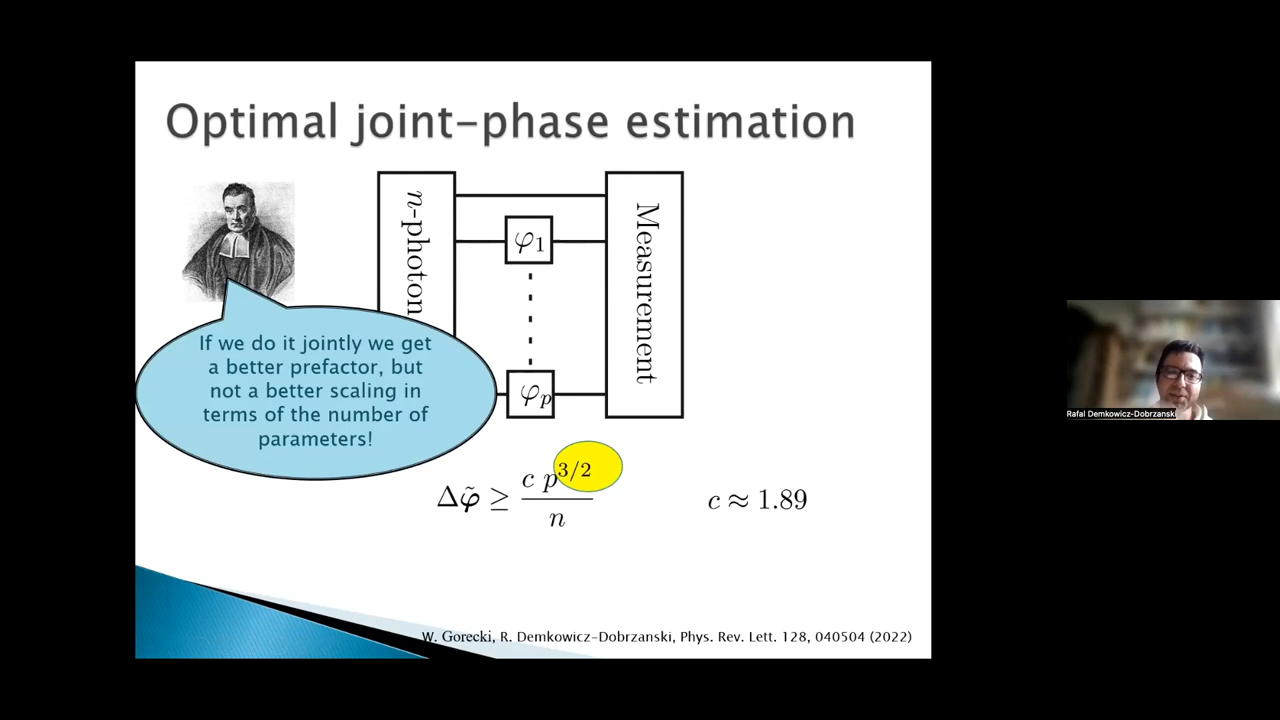 Optimal joint-phase estimation
n-photon
φ₁
φₚ
Measurement
If we do it jointly we get
a better prefactor, but
not a better scaling in
terms of the number of
parameters!
Δφ̃ ≥ c p^{3/2} / n
c ≈ 1.89
W. Gorecki, R. Demkowicz-Dobrzanski, Phys. Rev. Lett. 128, 040504 (2022)
Rafal Demkowicz-Dobrzanski